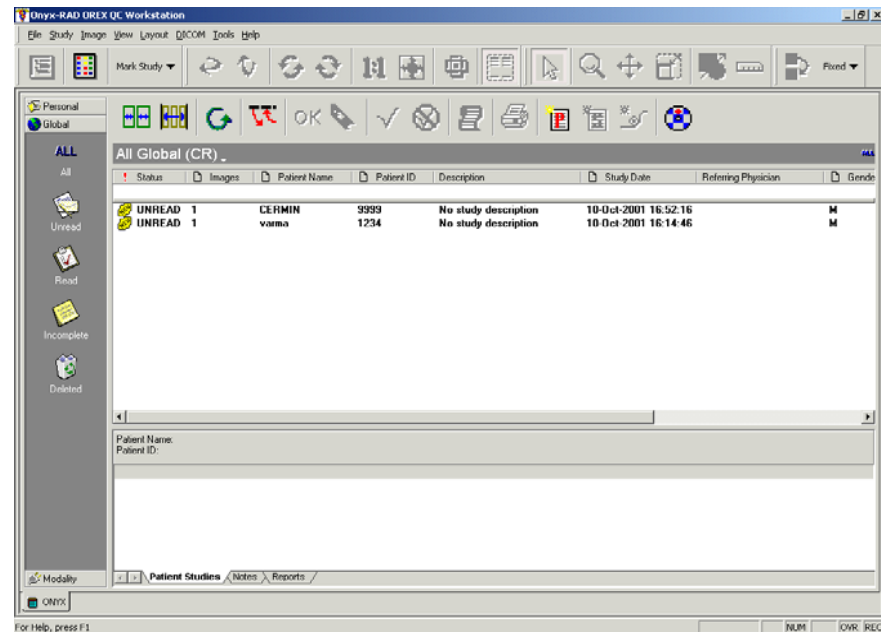 Onyx-RAD OREX QC Workstation
File Study Image View Layout DICOM Tools Help
Mark Study 1:1 Fixed
Personal
Global
OK
P
ALL
All
Unread
Read
Incomplete
Deleted
All Global (CR)
ALL
! Status Images Patient Name Patient ID Description Study Date Referring Physician Gende
UNREAD 1 CERMIN 9999 No study description 10-Oct-2001 16:52:16 M
UNREAD 1 varma 1234 No study description 10-Oct-2001 16:14:46 M
Patient Name:
Patient ID:
Modality
Patient Studies Notes Reports
ONYX
For Help, press F1 NUM OVR REC